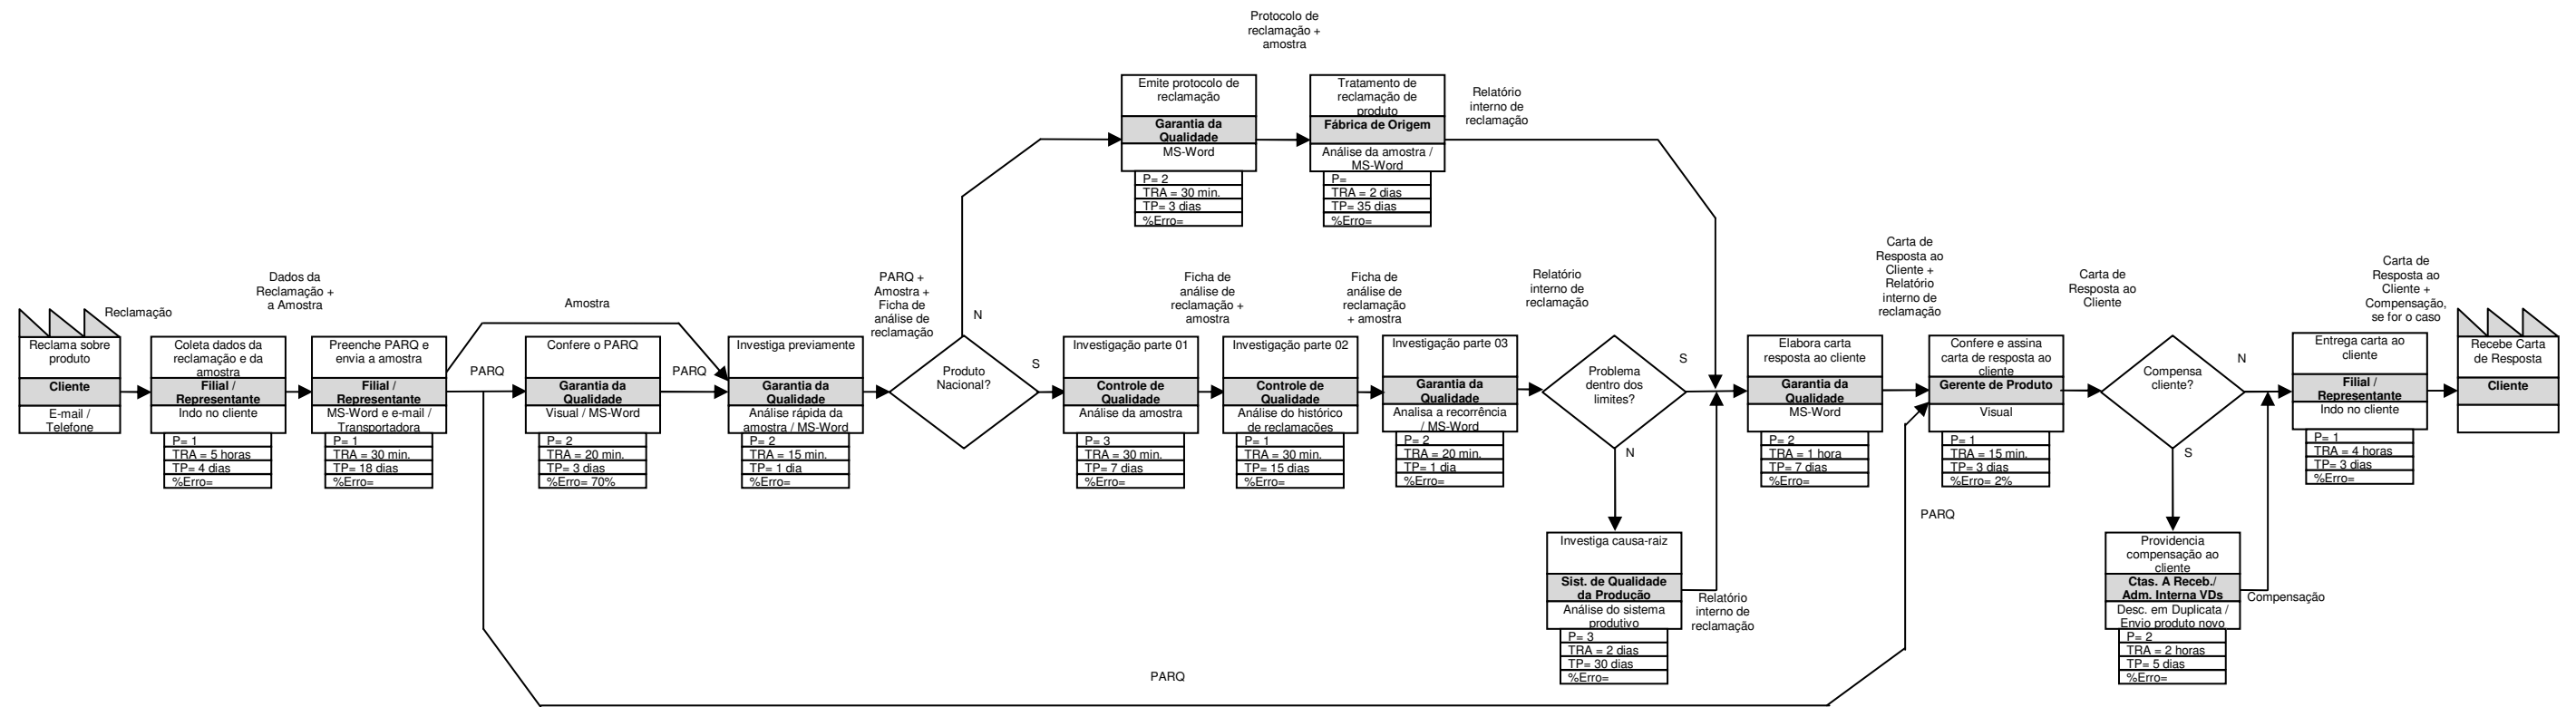 Protocolo de
reclamação +
amostra
Emite protocolo de
reclamação
Garantia da
Qualidade
MS-Word
P= 2
TRA = 30 min.
TP= 3 dias
%Erro=
Tratamento de
reclamação de
produto
Fábrica de Origem
Análise da amostra /
MS-Word
P=
TRA = 2 dias
TP= 35 dias
%Erro=
Relatório
interno de
reclamação
Reclama sobre
produto
Cliente
E-mail /
Telefone
Reclamação
Coleta dados da
reclamação e da
amostra
Filial /
Representante
Indo no cliente
P= 1
TRA = 5 horas
TP= 4 dias
%Erro=
Dados da
Reclamação +
a Amostra
Preenche PARQ e
envia a amostra
Filial /
Representante
MS-Word e e-mail /
Transportadora
P= 1
TRA = 30 min.
TP= 18 dias
%Erro=
Amostra
PARQ
Confere o PARQ
Garantia da
Qualidade
Visual / MS-Word
P= 2
TRA = 20 min.
TP= 3 dias
%Erro= 70%
PARQ
Investiga previamente
Garantia da
Qualidade
Análise rápida da
amostra / MS-Word
P= 2
TRA = 15 min.
TP= 1 dia
%Erro=
PARQ +
Amostra +
Ficha de
análise de
reclamação
N
Produto
Nacional?
S
Investigação parte 01
Controle de
Qualidade
Análise da amostra
P= 3
TRA = 30 min.
TP= 7 dias
%Erro=
Ficha de
análise de
reclamação +
amostra
Investigação parte 02
Controle de
Qualidade
Análise do histórico
de reclamações
P= 1
TRA = 30 min.
TP= 15 dias
%Erro=
Ficha de
análise de
reclamação
+ amostra
Investigação parte 03
Garantia da
Qualidade
Analisa a recorrência
/ MS-Word
P= 2
TRA = 20 min.
TP= 1 dia
%Erro=
Relatório
interno de
reclamação
Problema
dentro dos
limites?
S
N
Investiga causa-raiz
Sist. de Qualidade
da Produção
Análise do sistema
produtivo
P= 3
TRA = 2 dias
TP= 30 dias
%Erro=
Relatório
interno de
reclamação
Elabora carta
resposta ao cliente
Garantia da
Qualidade
MS-Word
P= 2
TRA = 1 hora
TP= 7 dias
%Erro=
Carta de
Resposta ao
Cliente +
Relatório
interno de
reclamação
Confere e assina
carta de resposta ao
cliente
Gerente de Produto
Visual
P= 1
TRA = 15 min.
TP= 3 dias
%Erro= 2%
PARQ
PARQ
Carta de
Resposta ao
Cliente
Compensa
cliente?
N
S
Providencia
compensação ao
cliente
Ctas. A Receb./
Adm. Interna VDs
Desc. em Duplicata /
Envio produto novo
P= 2
TRA = 2 horas
TP= 5 dias
%Erro=
Compensação
Entrega carta ao
cliente
Filial /
Representante
Indo no cliente
P= 1
TRA = 4 horas
TP= 3 dias
%Erro=
Carta de
Resposta ao
Cliente +
Compensação,
se for o caso
Recebe Carta
de Resposta
Cliente